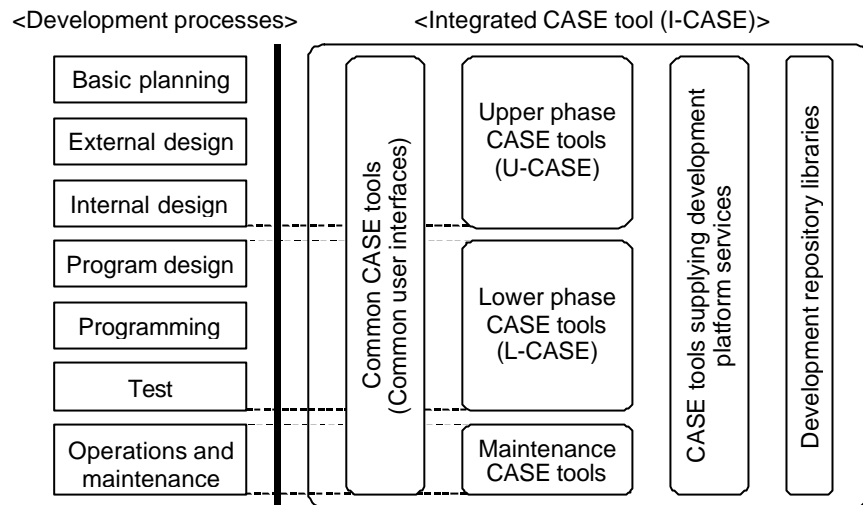 <Development processes>
<Integrated CASE tool (I-CASE)>
Basic planning
External design
Internal design
Program design
Programming
Test
Operations and
maintenance
Common CASE tools
(Common user interfaces)
Upper phase
CASE tools
(U-CASE)
Lower phase
CASE tools
(L-CASE)
Maintenance
CASE tools
CASE tools supplying development
platform services
Development repository libraries